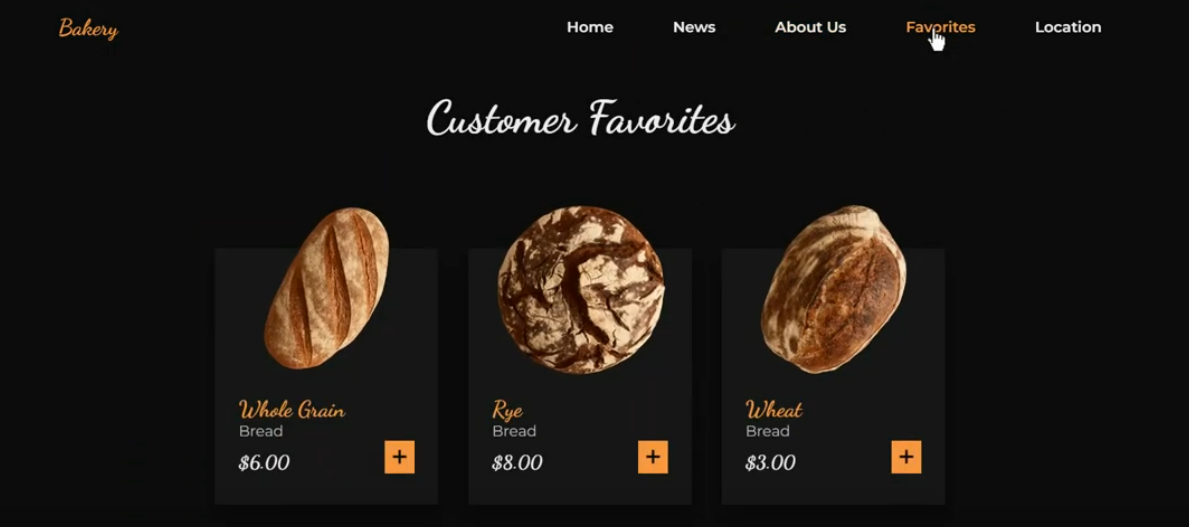 Bakery
Home News About Us Favorites Location
Customer Favorites
Whole Grain
Bread
$6.00
+
Rye
Bread
$8.00
+
Wheat
Bread
$3.00
+